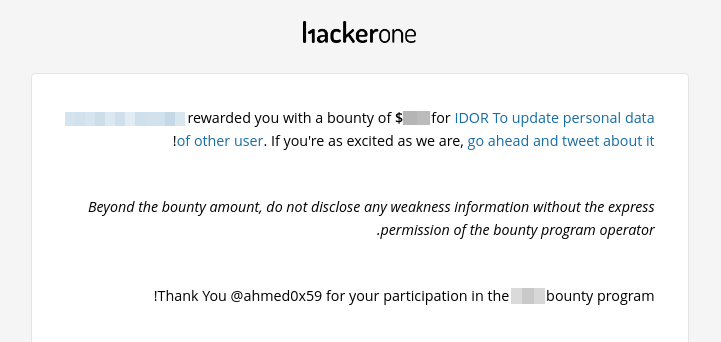 hackerone
rewarded you with a bounty of $ for IDOR To update personal data
!of other user. If you're as excited as we are, go ahead and tweet about it
Beyond the bounty amount, do not disclose any weakness information without the express
.permission of the bounty program operator
!Thank You @ahmed0x59 for your participation in the bounty program